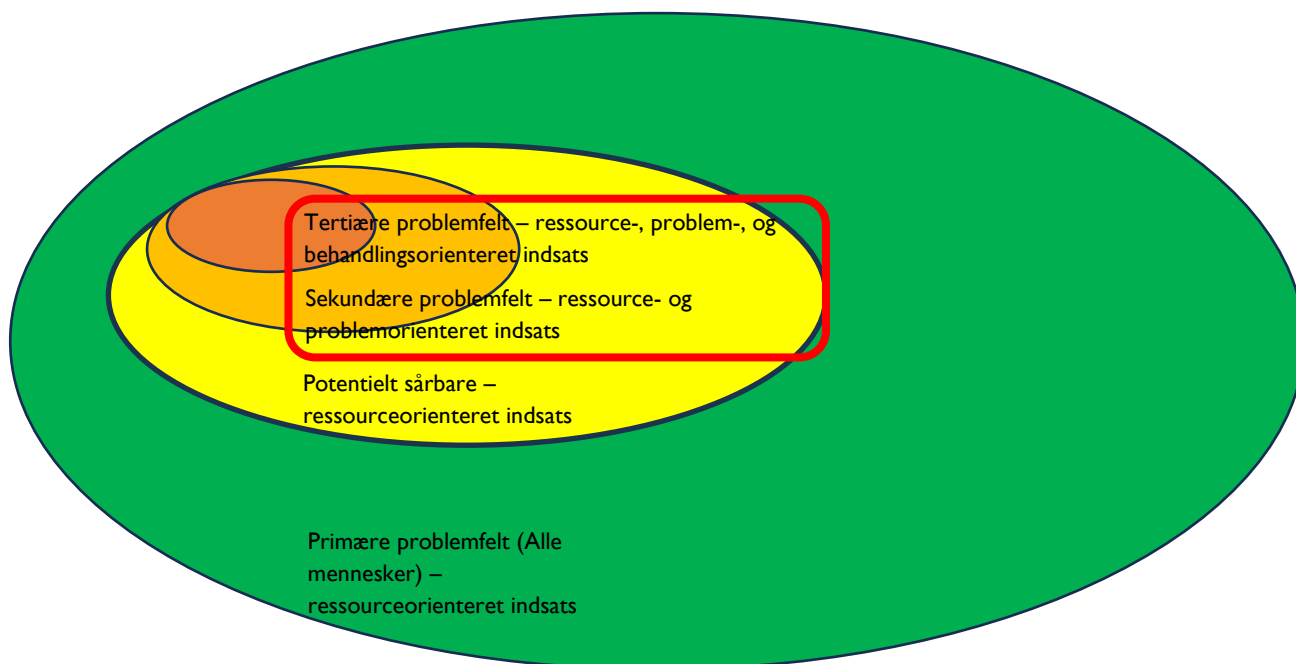 Tertiære problemfelt – ressource-, problem-, og
behandlingsorienteret indsats
Sekundære problemfelt – ressource- og
problemorienteret indsats
Potentielt sårbare –
ressourceorienteret indsats
Primære problemfelt (Alle
mennesker) –
ressourceorienteret indsats